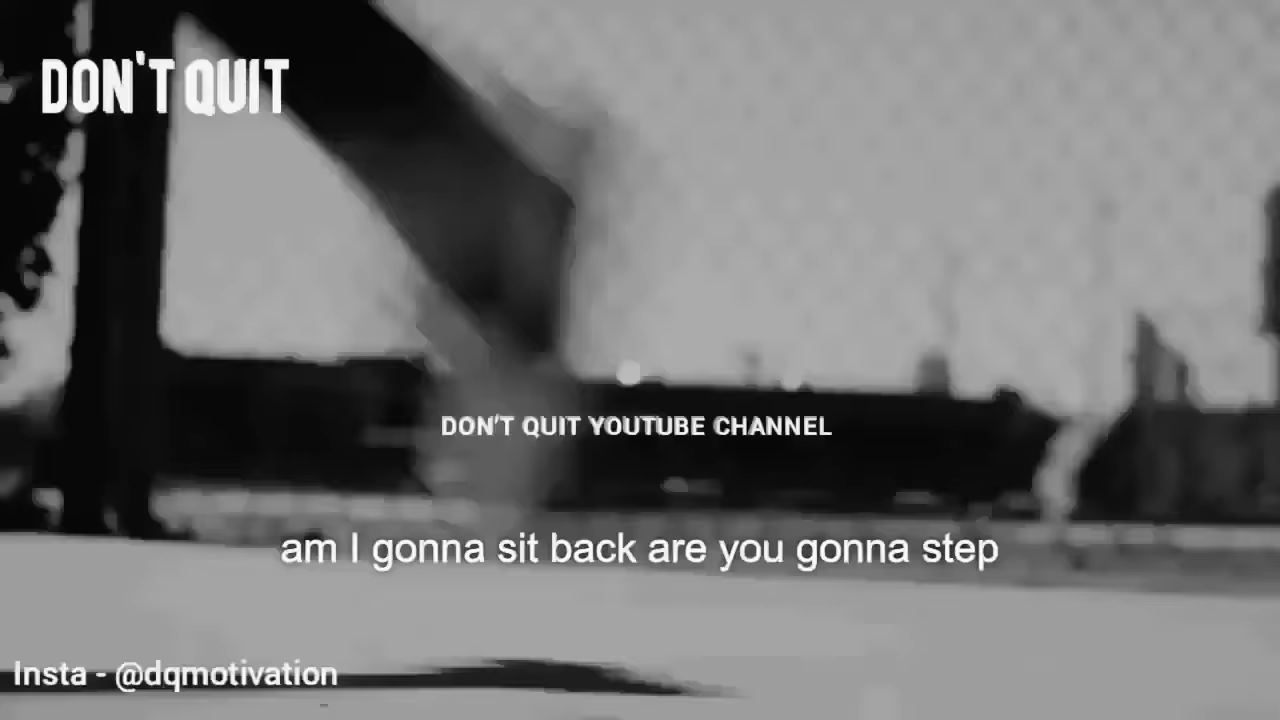 DON'T QUIT
DON'T QUIT YOUTUBE CHANNEL
am I gonna sit back are you gonna step
Insta - @dqmotivation